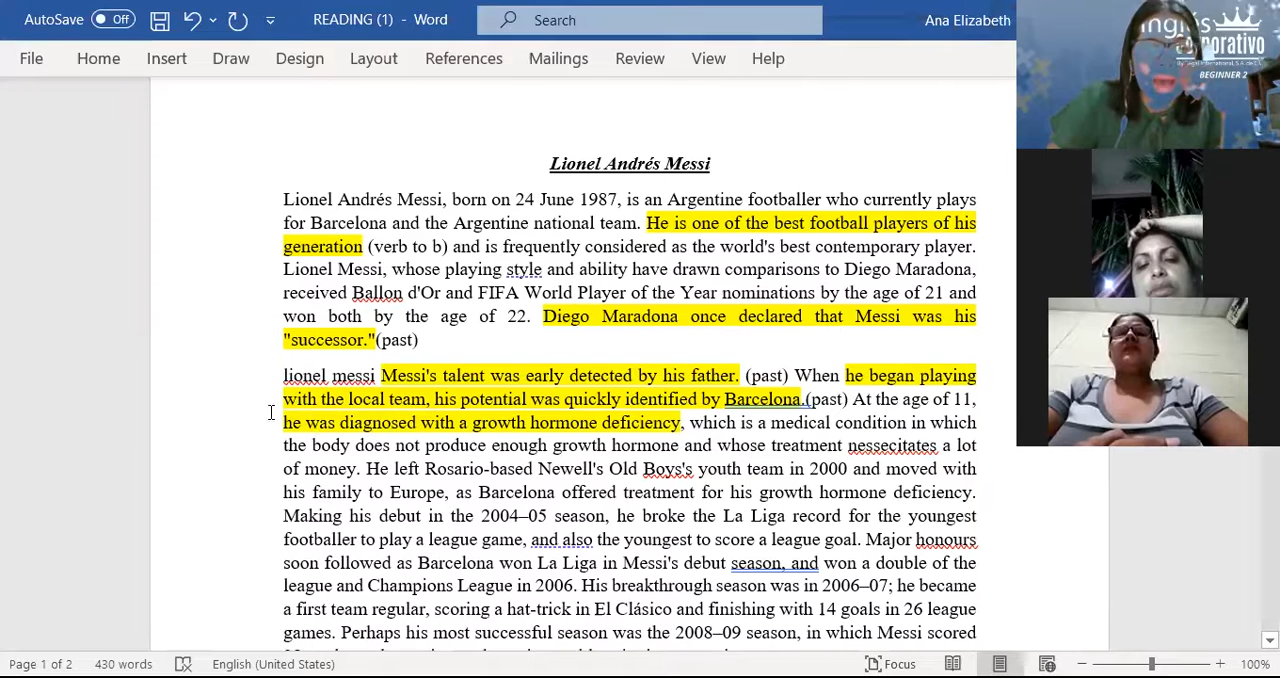 AutoSave Off READING (1) - Word Search Ana Elizabeth
File Home Insert Draw Design Layout References Mailings Review View Help
Inglés
BEGINNER 2
Lionel Andrés Messi
Lionel Andrés Messi, born on 24 June 1987, is an Argentine footballer who currently plays
for Barcelona and the Argentine national team. He is one of the best football players of his
generation (verb to b) and is frequently considered as the world's best contemporary player.
Lionel Messi, whose playing style and ability have drawn comparisons to Diego Maradona,
received Ballon d'Or and FIFA World Player of the Year nominations by the age of 21 and
won both by the age of 22. Diego Maradona once declared that Messi was his
"successor."(past)
lionel messi Messi's talent was early detected by his father. (past) When he began playing
with the local team, his potential was quickly identified by Barcelona.(past) At the age of 11,
he was diagnosed with a growth hormone deficiency, which is a medical condition in which
the body does not produce enough growth hormone and whose treatment nessecitates a lot
of money. He left Rosario-based Newell's Old Boys's youth team in 2000 and moved with
his family to Europe, as Barcelona offered treatment for his growth hormone deficiency.
Making his debut in the 2004–05 season, he broke the La Liga record for the youngest
footballer to play a league game, and also the youngest to score a league goal. Major honours
soon followed as Barcelona won La Liga in Messi's debut season, and won a double of the
league and Champions League in 2006. His breakthrough season was in 2006–07; he became
a first team regular, scoring a hat-trick in El Clásico and finishing with 14 goals in 26 league
games. Perhaps his most successful season was the 2008–09 season, in which Messi scored
Page 1 of 2 430 words English (United States) Focus 100%